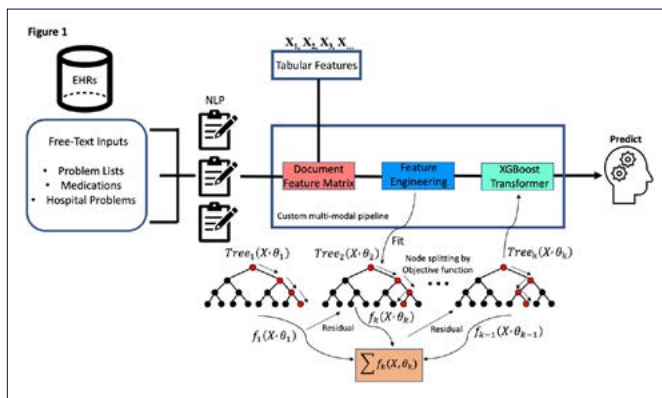 Figure 1
EHRs
Free-Text Inputs
• Problem Lists
• Medications
• Hospital Problems
NLP
X₁, X₂, X₃, X...
Tabular Features
Document
Feature Matrix
Feature
Engineering
XGBoost
Transformer
Custom multi-modal pipeline
Predict
Fit
Tree₁(X·θ₁)
Tree₂(X·θ₂)
Node splitting by
Objective function
Treeₖ(X·θₖ)
f₁(X·θ₁)
Residual
fₖ(X·θₖ)
Residual
fₖ₋₁(X·θₖ₋₁)
∑ fₖ(X,θₖ)